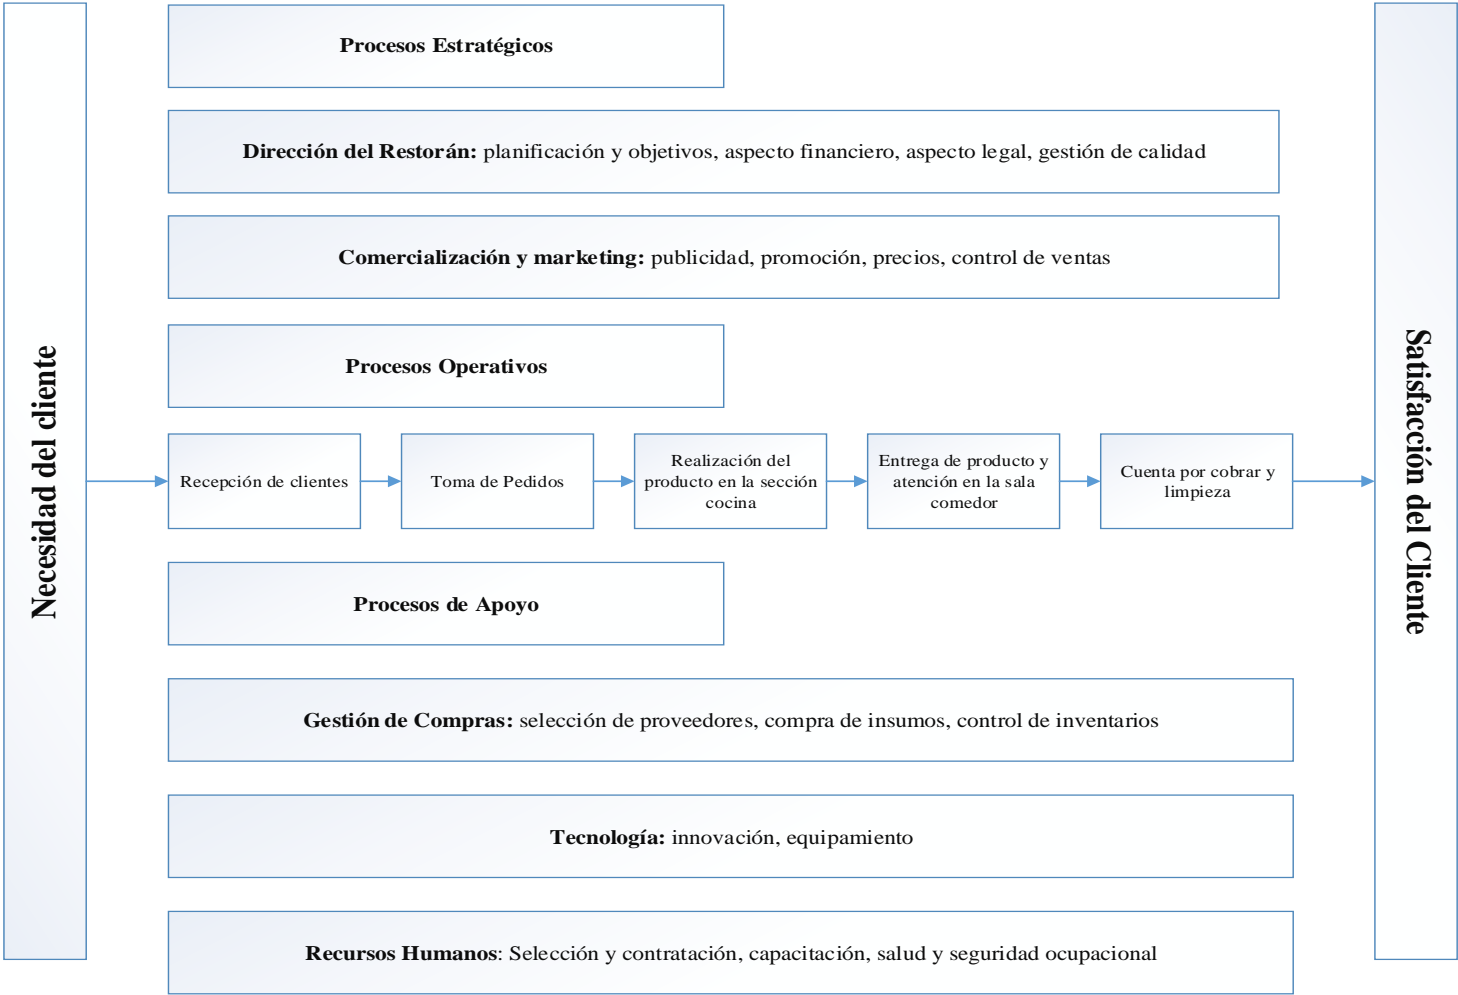 Necesidad del cliente
Procesos Estratégicos
Dirección del Restorán: planificación y objetivos, aspecto financiero, aspecto legal, gestión de calidad
Comercialización y marketing: publicidad, promoción, precios, control de ventas
Procesos Operativos
Recepción de clientes
Toma de Pedidos
Realización del
producto en la sección
cocina
Entrega de producto y
atención en la sala
comedor
Cuenta por cobrar y
limpieza
Procesos de Apoyo
Gestión de Compras: selección de proveedores, compra de insumos, control de inventarios
Tecnología: innovación, equipamiento
Recursos Humanos: Selección y contratación, capacitación, salud y seguridad ocupacional
Satisfacción del Cliente